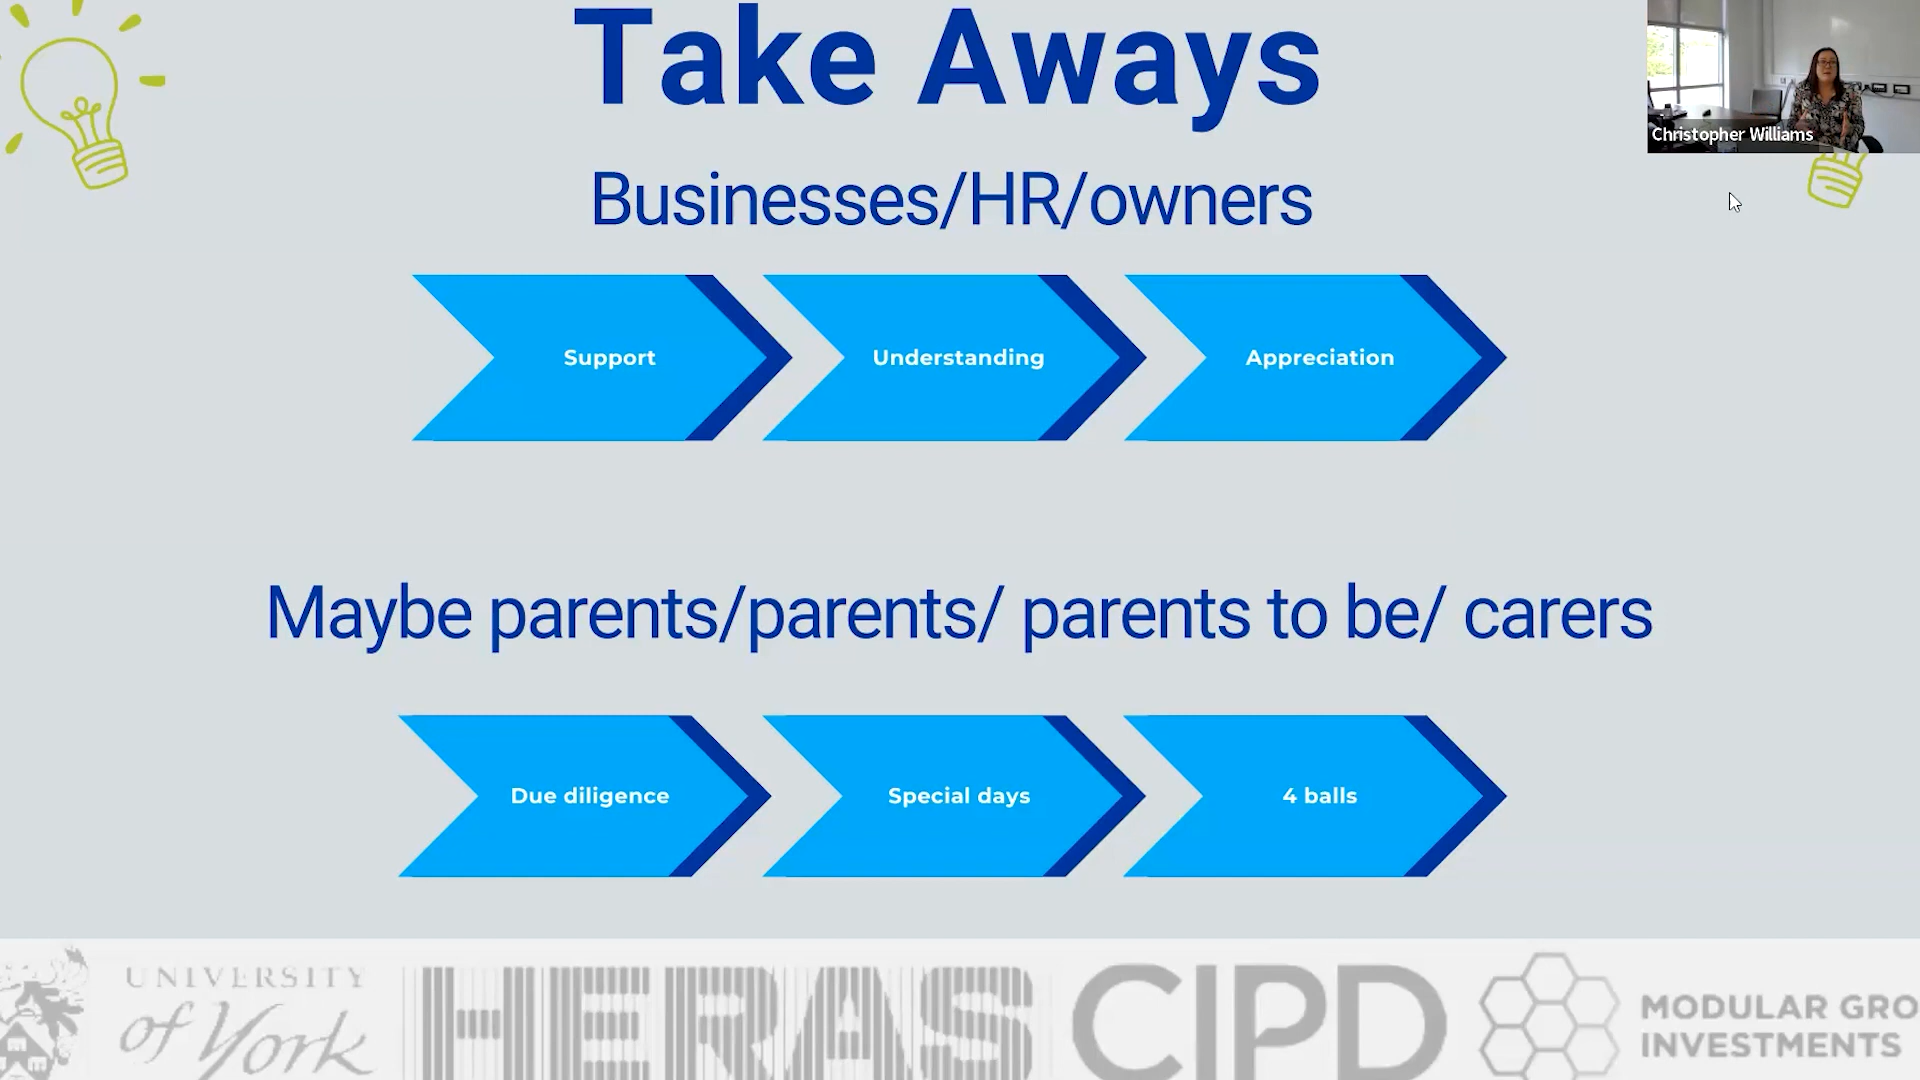 Take Aways
Christopher Williams
Businesses/HR/owners
Support
Understanding
Appreciation
Maybe parents/parents/ parents to be/ carers
Due diligence
Special days
4 balls
UNIVERSITY
of York
HERAS
CIPD
MODULAR GRO
INVESTMENTS